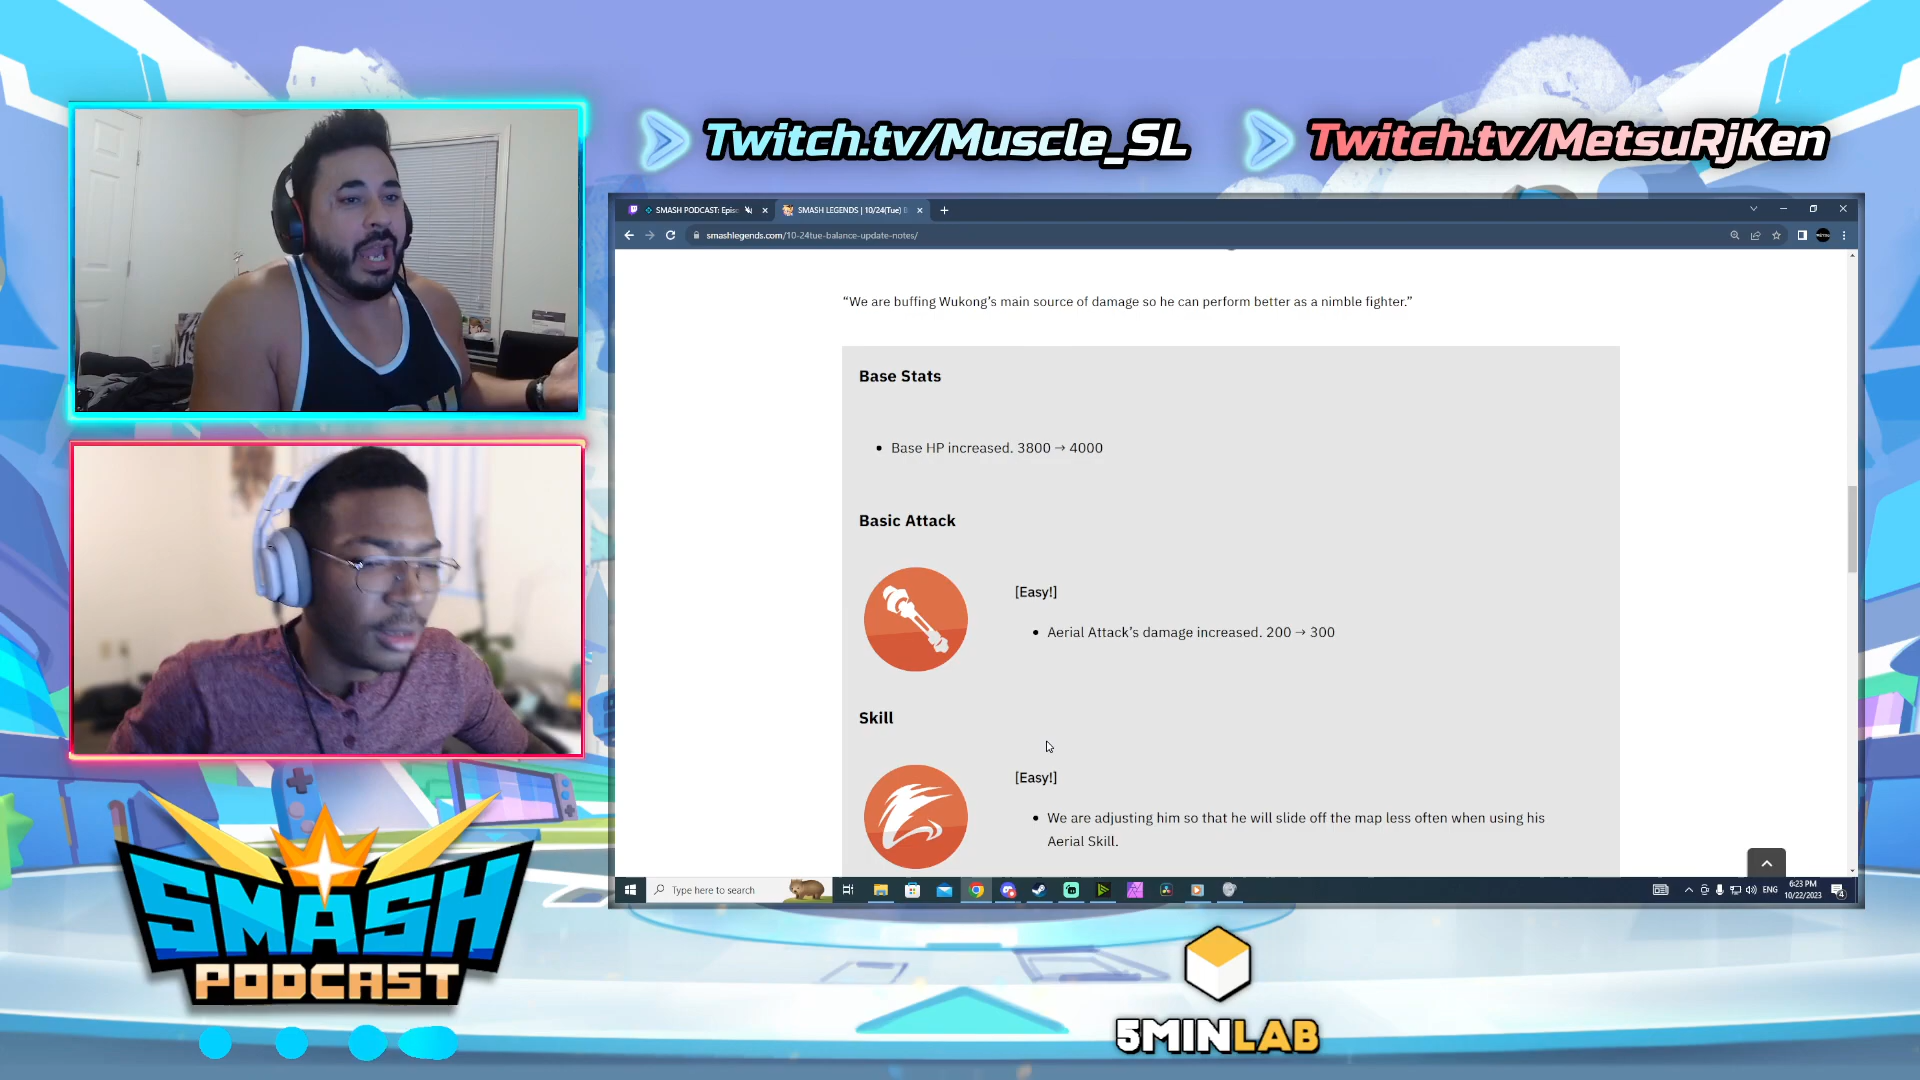 Twitch.tv/Muscle_SL
Twitch.tv/MetsuRjKen
SMASH PODCAST: Epis
SMASH LEGENDS | 10/24(Tue)
smashlegends.com/10-24tue-balance-update-notes/
“We are buffing Wukong’s main source of damage so he can perform better as a nimble fighter.”
Base Stats
• Base HP increased. 3800 → 4000
Basic Attack
[Easy!]
• Aerial Attack’s damage increased. 200 → 300
Skill
[Easy!]
• We are adjusting him so that he will slide off the map less often when using his
Aerial Skill.
Type here to search
ENG
6:23 PM
10/22/2023
4
SMASH
PODCAST
5MINLAB